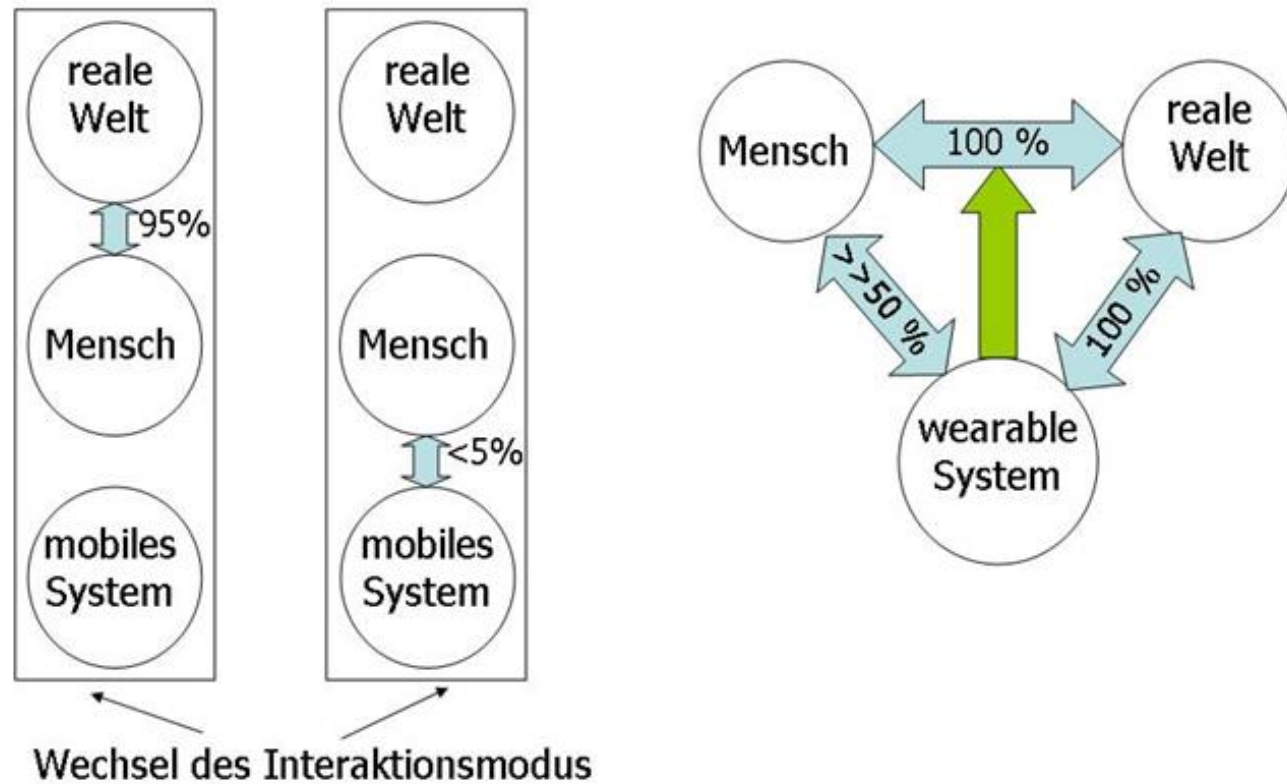 reale
Welt
95%
Mensch
mobiles
System
reale
Welt
Mensch
<5%
mobiles
System
Wechsel des Interaktionsmodus
Mensch
100 %
reale
Welt
>>50 %
100 %
wearable
System